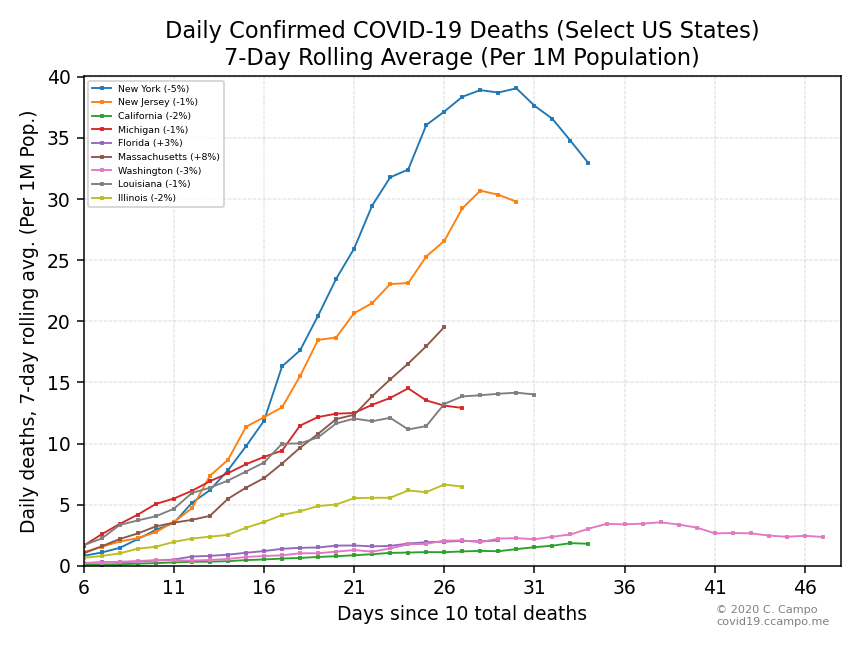 Daily Confirmed COVID-19 Deaths (Select US States)
7-Day Rolling Average (Per 1M Population)
Daily deaths, 7-day rolling avg. (Per 1M Pop.)
40
35
30
25
20
15
10
5
0
New York (-5%)
New Jersey (-1%)
California (-2%)
Michigan (-1%)
Florida (+3%)
Massachusetts (+8%)
Washington (-3%)
Louisiana (-1%)
Illinois (-2%)
6 11 16 21 26 31 36 41 46
Days since 10 total deaths
© 2020 C. Campo
covid19.ccampo.me